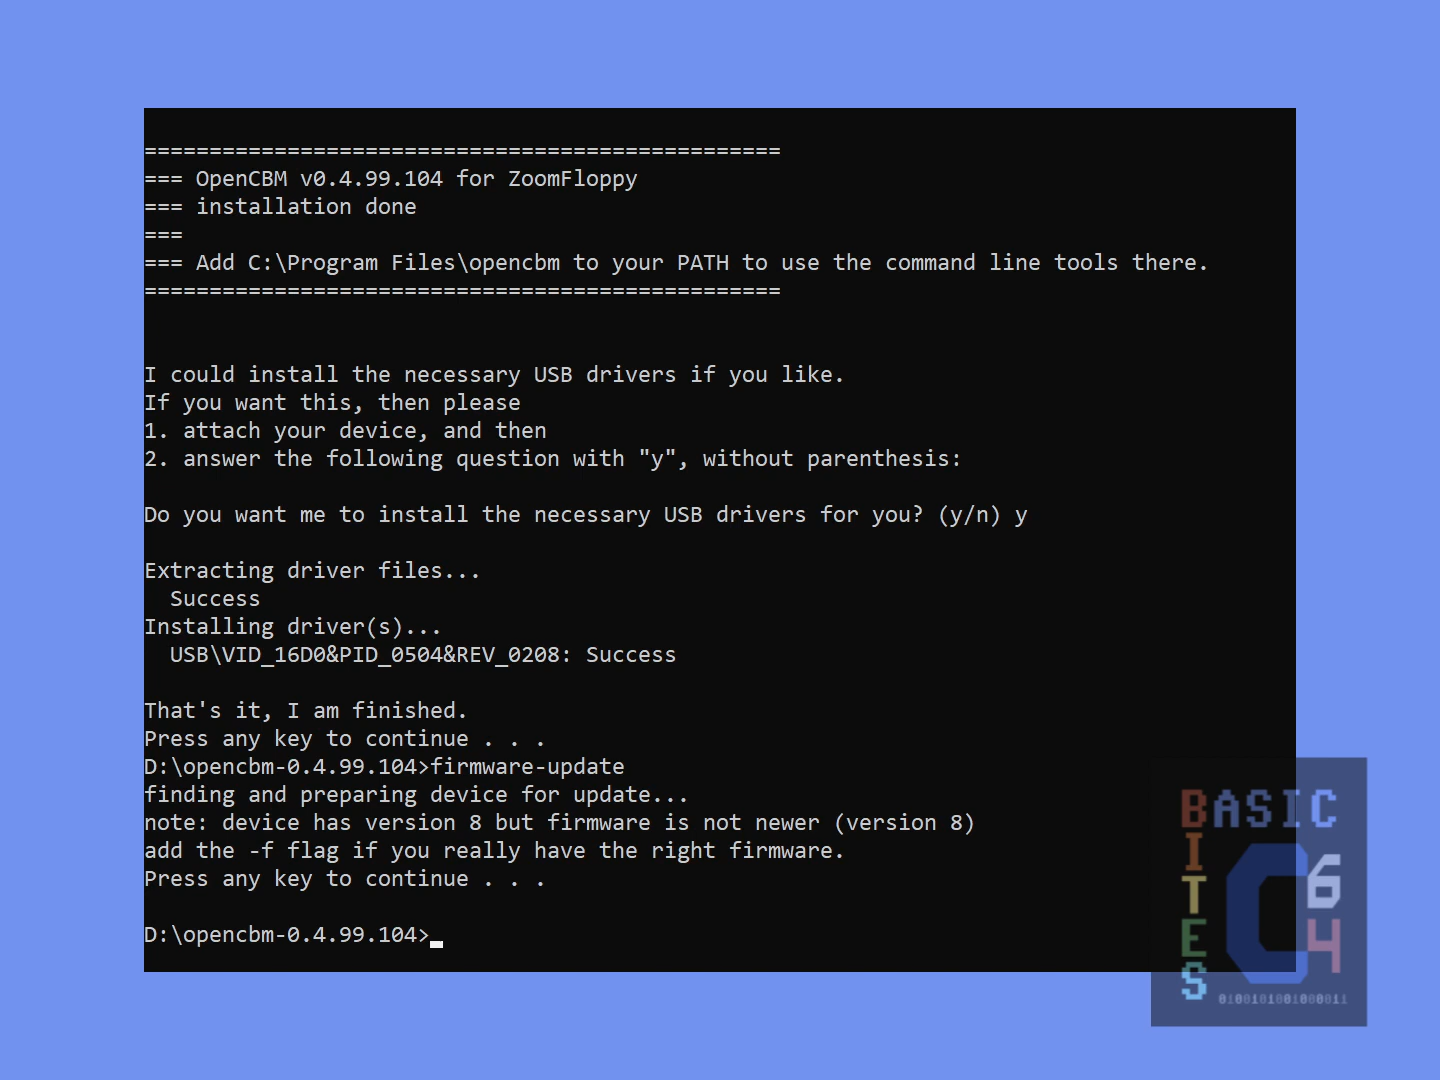 =================================================
=== OpenCBM v0.4.99.104 for ZoomFloppy
=== installation done
===
=== Add C:\Program Files\opencbm to your PATH to use the command line tools there.
=================================================
I could install the necessary USB drivers if you like.
If you want this, then please
1. attach your device, and then
2. answer the following question with "y", without parenthesis:
Do you want me to install the necessary USB drivers for you? (y/n) y
Extracting driver files...
  Success
Installing driver(s)...
  USB\VID_16D0&PID_0504&REV_0208: Success
That's it, I am finished.
Press any key to continue . . .
D:\opencbm-0.4.99.104>firmware-update
finding and preparing device for update...
note: device has version 8 but firmware is not newer (version 8)
add the -f flag if you really have the right firmware.
Press any key to continue . . .
D:\opencbm-0.4.99.104>
BASIC
BITES
C64
0100101001000011